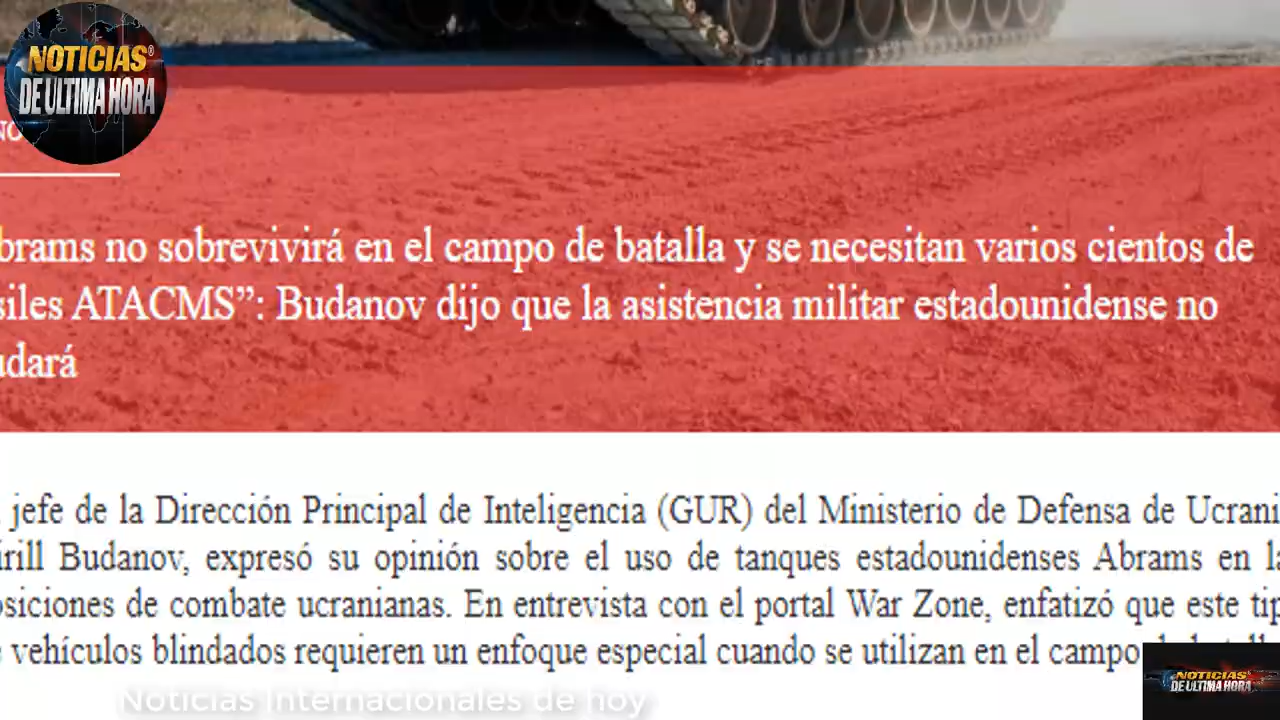 NOTICIAS
DE ÚLTIMA HORA
NO
brams no sobrevivirá en el campo de batalla y se necesitan varios cientos de
siles ATACMS”: Budanov dijo que la asistencia militar estadounidense no
udará
jefe de la Dirección Principal de Inteligencia (GUR) del Ministerio de Defensa de Ucrani
irill Budanov, expresó su opinión sobre el uso de tanques estadounidenses Abrams en la
osiciones de combate ucranianas. En entrevista con el portal War Zone, enfatizó que este tip
e vehículos blindados requieren un enfoque especial cuando se utilizan en el campo
NOTICIAS
DE ÚLTIMA HORA
Noticias Internacionales de hoy